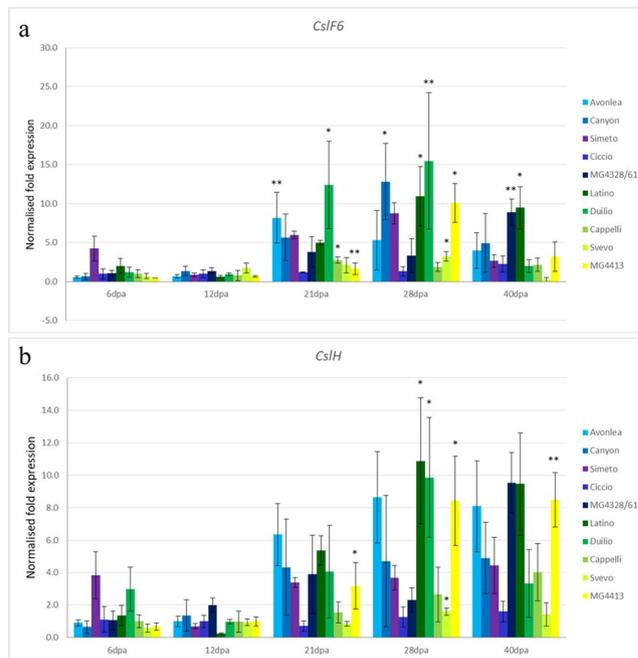 a
CslF6
Normalised fold expression
30.0
25.0
20.0
15.0
10.0
5.0
0.0
-5.0
** * * * ** * ** *
* ** *
6dpa 12dpa 21dpa 28dpa 40dpa
Avonlea
Canyon
Simeto
Ciccio
MG4328/61
Latino
Duilio
Cappelli
Svevo
MG4413
b
CslH
Normalised fold expression
16.0
14.0
12.0
10.0
8.0
6.0
4.0
2.0
0.0
* * * **
* *
6dpa 12dpa 21dpa 28dpa 40dpa
Avonlea
Canyon
Simeto
Ciccio
MG4328/61
Latino
Duilio
Cappelli
Svevo
MG4413